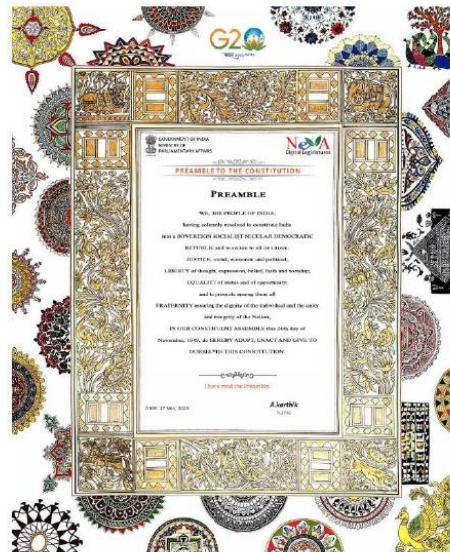 G20
GOVERNMENT OF INDIA
MINISTRY OF
PARLIAMENTARY AFFAIRS
NeVA
Digital Legislatures
PREAMBLE TO THE CONSTITUTION
PREAMBLE
WE, THE PEOPLE OF INDIA,
having solemnly resolved to constitute India
into a SOVEREIGN SOCIALIST SECULAR DEMOCRATIC
REPUBLIC and to secure to all its citizens
JUSTICE, social, economic and political;
LIBERTY of thought, expression, belief, faith and worship;
EQUALITY of status and of opportunity;
and to promote among them all
FRATERNITY assuring the dignity of the individual and the unity
and integrity of the Nation;
IN OUR CONSTITUENT ASSEMBLY this 26th day of
November, 1949, do HEREBY ADOPT, ENACT AND GIVE TO
OURSELVES THIS CONSTITUTION
I have read the Preamble.
A.karthik